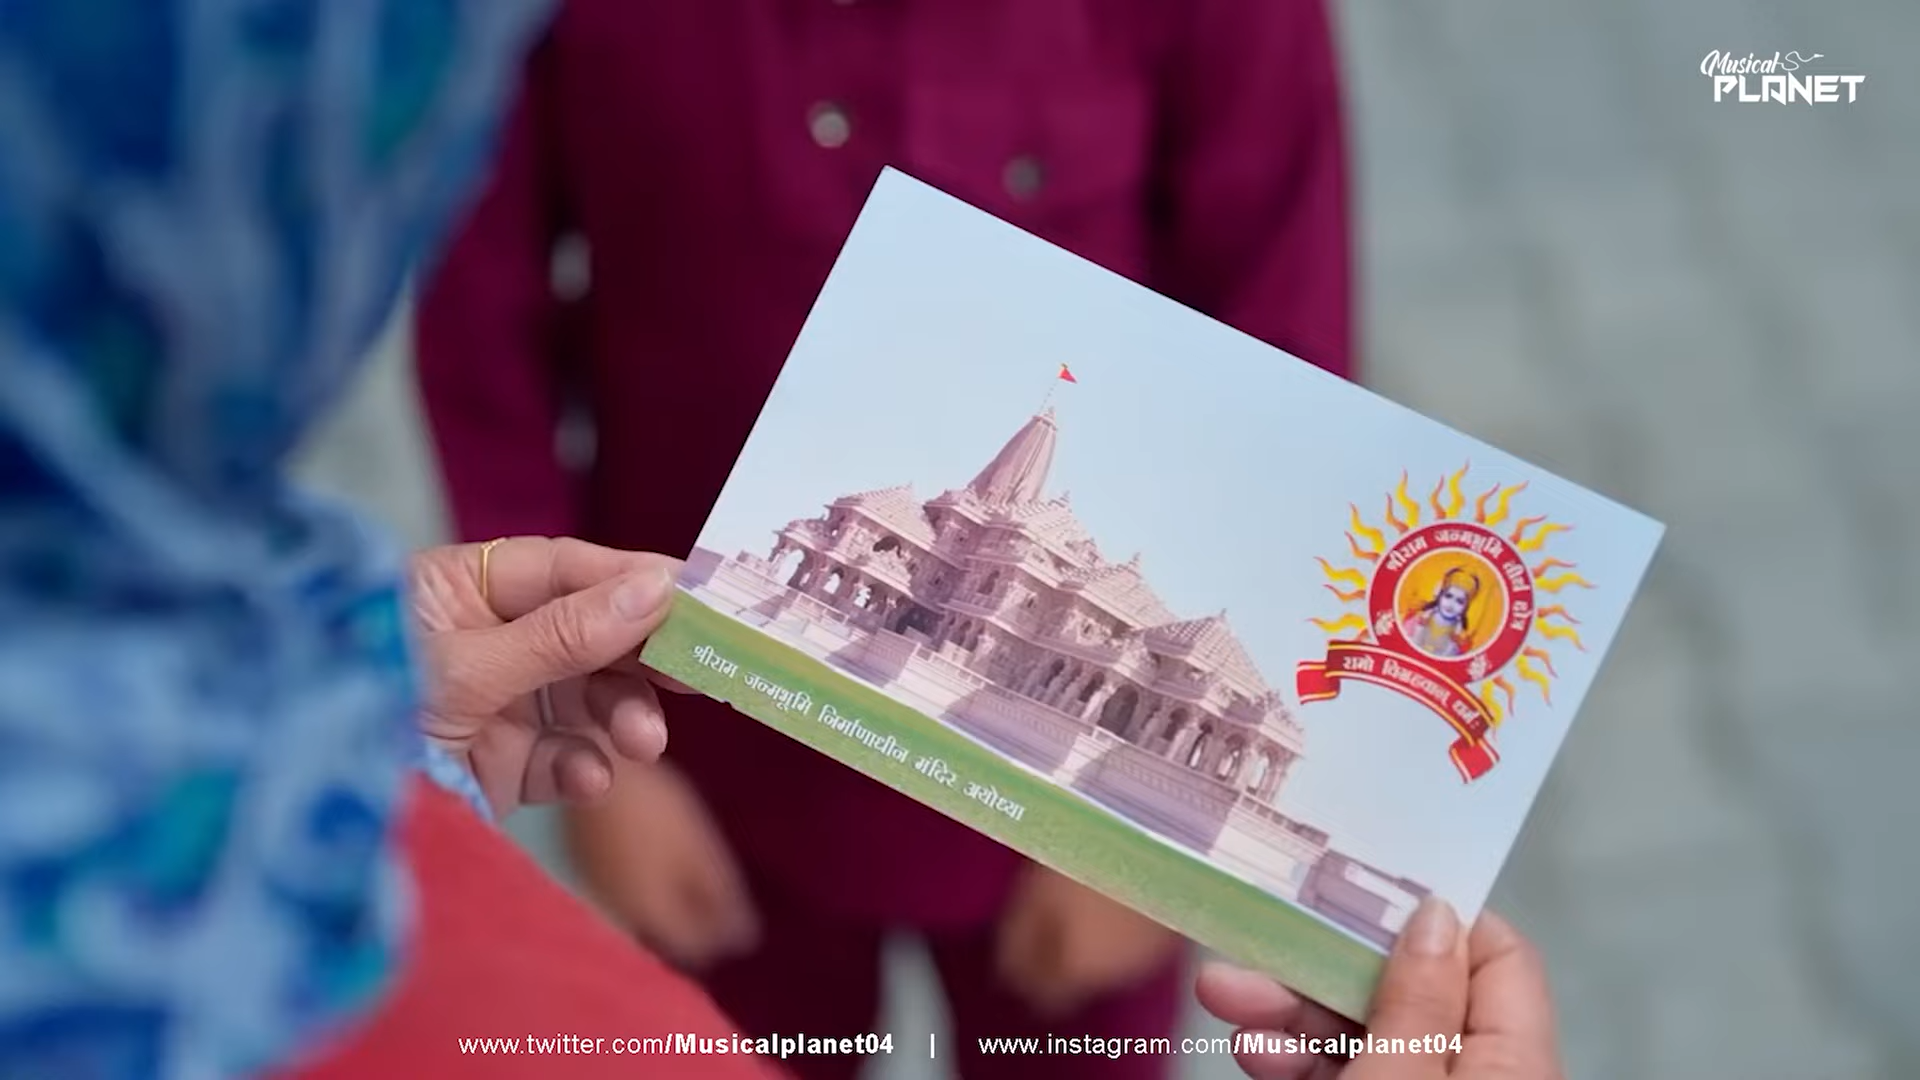 Musical
PLANET
श्रीराम जन्मभूमि तीर्थ क्षेत्र
रामो विग्रहवान् धर्मः
श्रीराम जन्मभूमि निर्माणाधीन मंदिर अयोध्या
www.twitter.com/Musicalplanet04 | www.instagram.com/Musicalplanet04